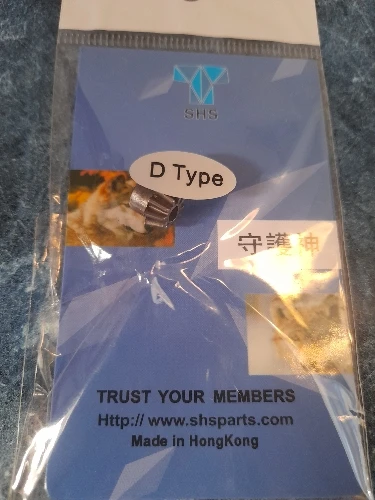 SHS
D Type
守護神
TRUST YOUR MEMBERS
Http://www.shsparts.com
Made in HongKong